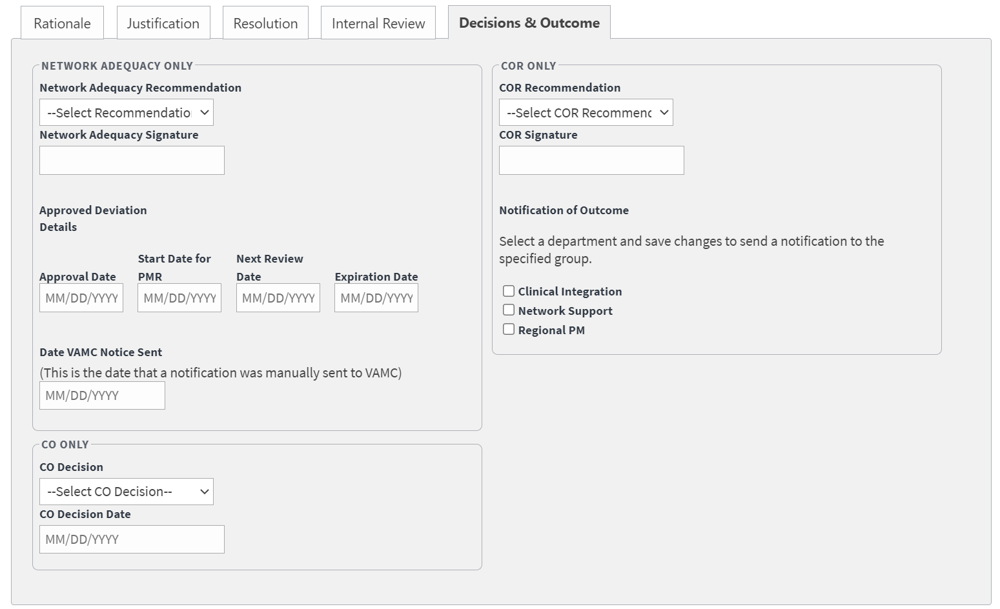 Rationale
Justification
Resolution
Internal Review
Decisions & Outcome
NETWORK ADEQUACY ONLY
Network Adequacy Recommendation
--Select Recommendatio
Network Adequacy Signature
Approved Deviation
Details
Approval Date
Start Date for
PMR
Next Review
Date
Expiration Date
MM/DD/YYYY
MM/DD/YYYY
MM/DD/YYYY
MM/DD/YYYY
Date VAMC Notice Sent
(This is the date that a notification was manually sent to VAMC)
MM/DD/YYYY
CO ONLY
CO Decision
--Select CO Decision--
CO Decision Date
MM/DD/YYYY
COR ONLY
COR Recommendation
--Select COR Recommenc
COR Signature
Notification of Outcome
Select a department and save changes to send a notification to the
specified group.
Clinical Integration
Network Support
Regional PM